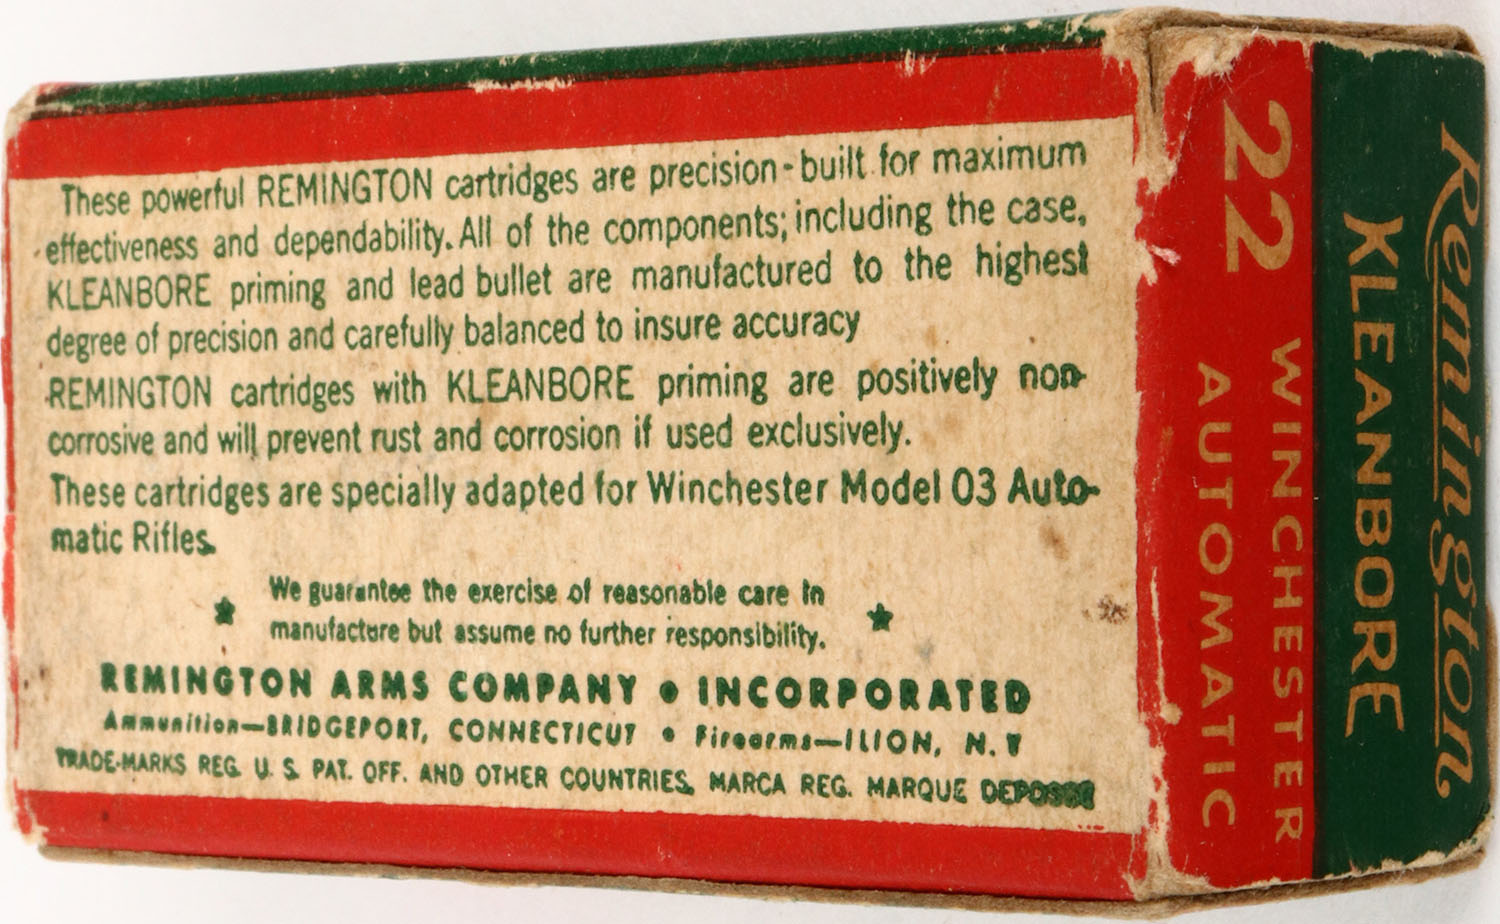 These powerful REMINGTON cartridges are precision-built for maximum
effectiveness and dependability. All of the components; including the case,
KLEANBORE priming and lead bullet are manufactured to the highest
degree of precision and carefully balanced to insure accuracy
REMINGTON cartridges with KLEANBORE priming are positively non-
corrosive and will prevent rust and corrosion if used exclusively.
These cartridges are specially adapted for Winchester Model 03 Auto-
matic Rifles.
We guarantee the exercise of reasonable care in
manufacture but assume no further responsibility.
REMINGTON ARMS COMPANY • INCORPORATED
Ammunition—BRIDGEPORT, CONNECTICUT • Firearms—ILION, N. Y
TRADE-MARKS REG. U. S. PAT. OFF. AND OTHER COUNTRIES. MARCA REG. MARQUE DEPOSEE
Remington
KLEANBORE
22 WINCHESTER
AUTOMATIC